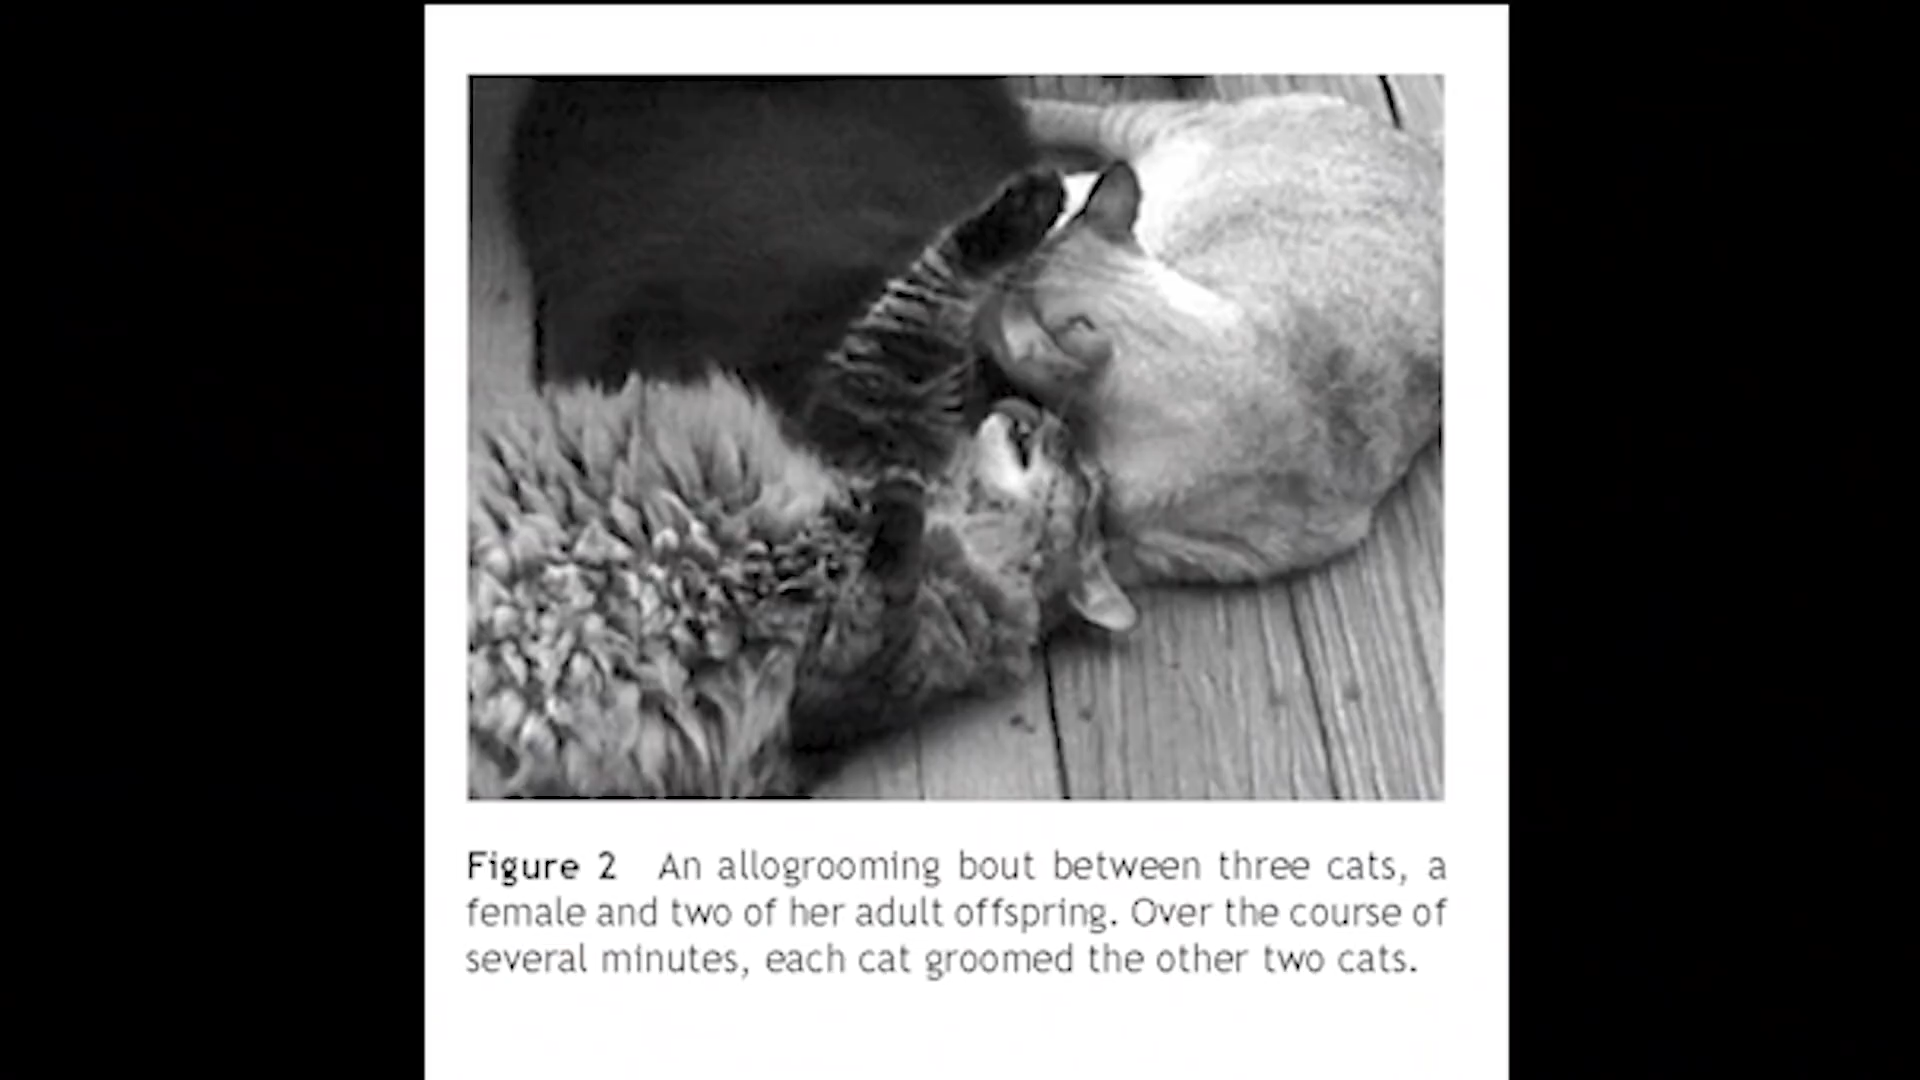 Figure 2 An allogrooming bout between three cats, a
female and two of her adult offspring. Over the course of
several minutes, each cat groomed the other two cats.